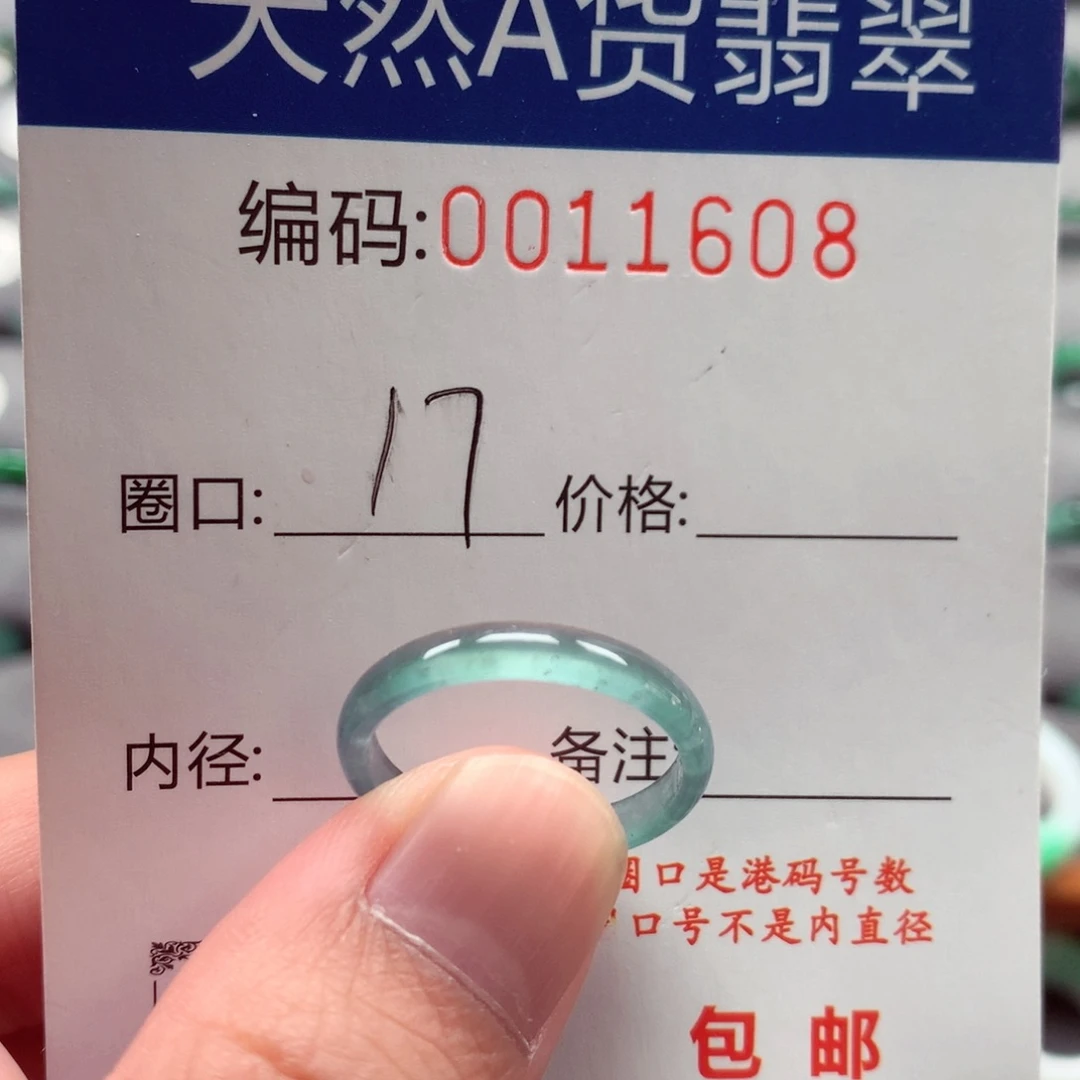 天然A货翡翠
编码:0011608
圈口: 17 价格:
内径: 备注:
圈口是港码号数
口号不是内直径
包 邮